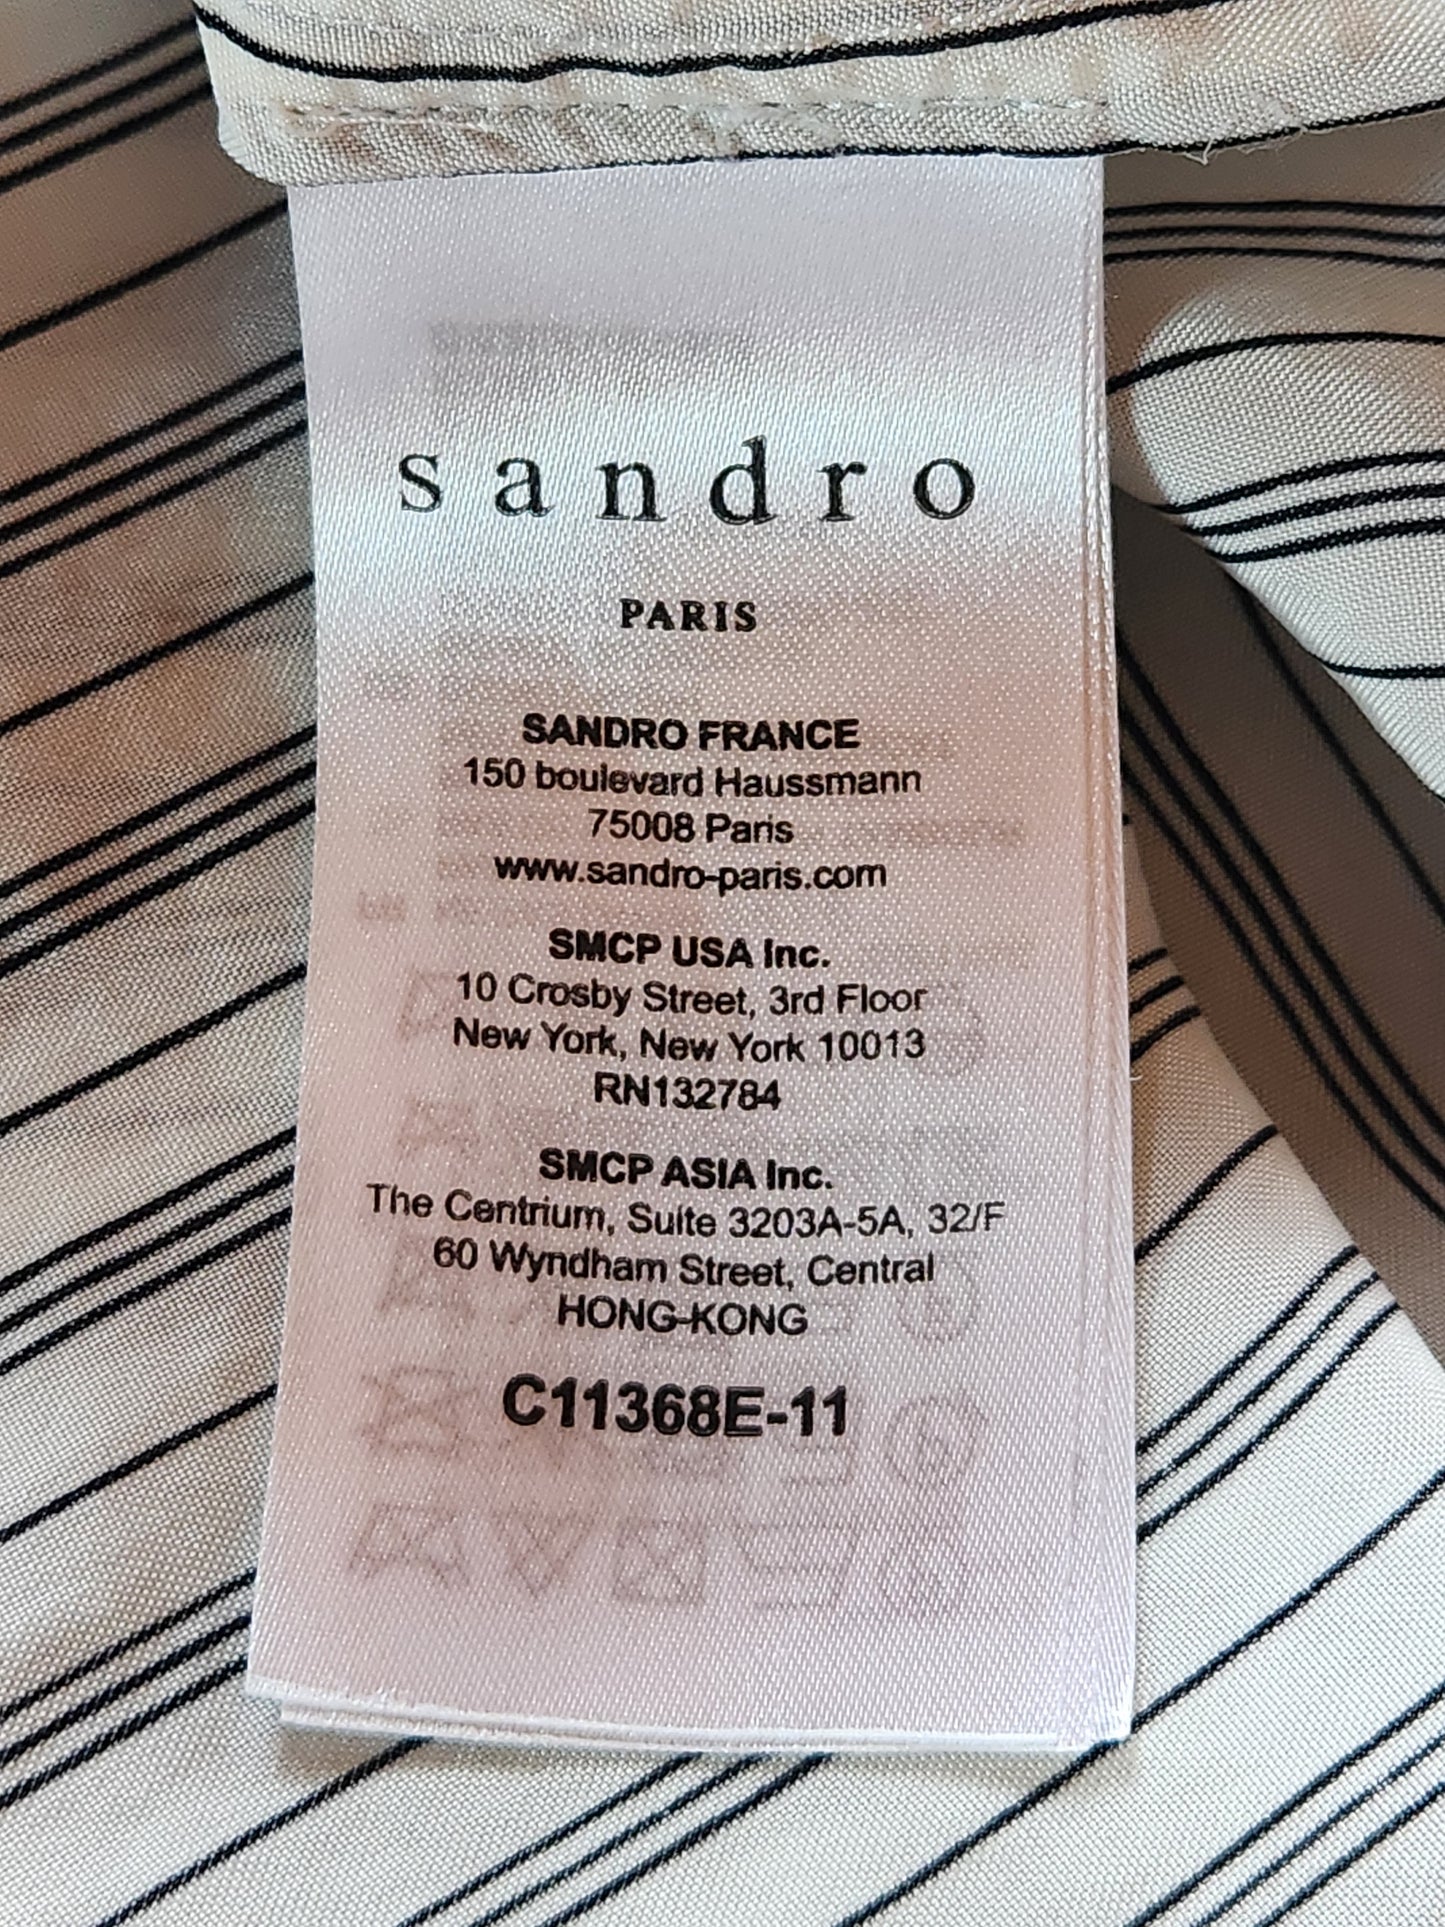 sandro
PARIS
SANDRO FRANCE
150 boulevard Haussmann
75008 Paris
www.sandro-paris.com
SMCP USA Inc.
10 Crosby Street, 3rd Floor
New York, New York 10013
RN132784
SMCP ASIA Inc.
The Centrium, Suite 3203A-5A, 32/F
60 Wyndham Street, Central
HONG-KONG
C11368E-11